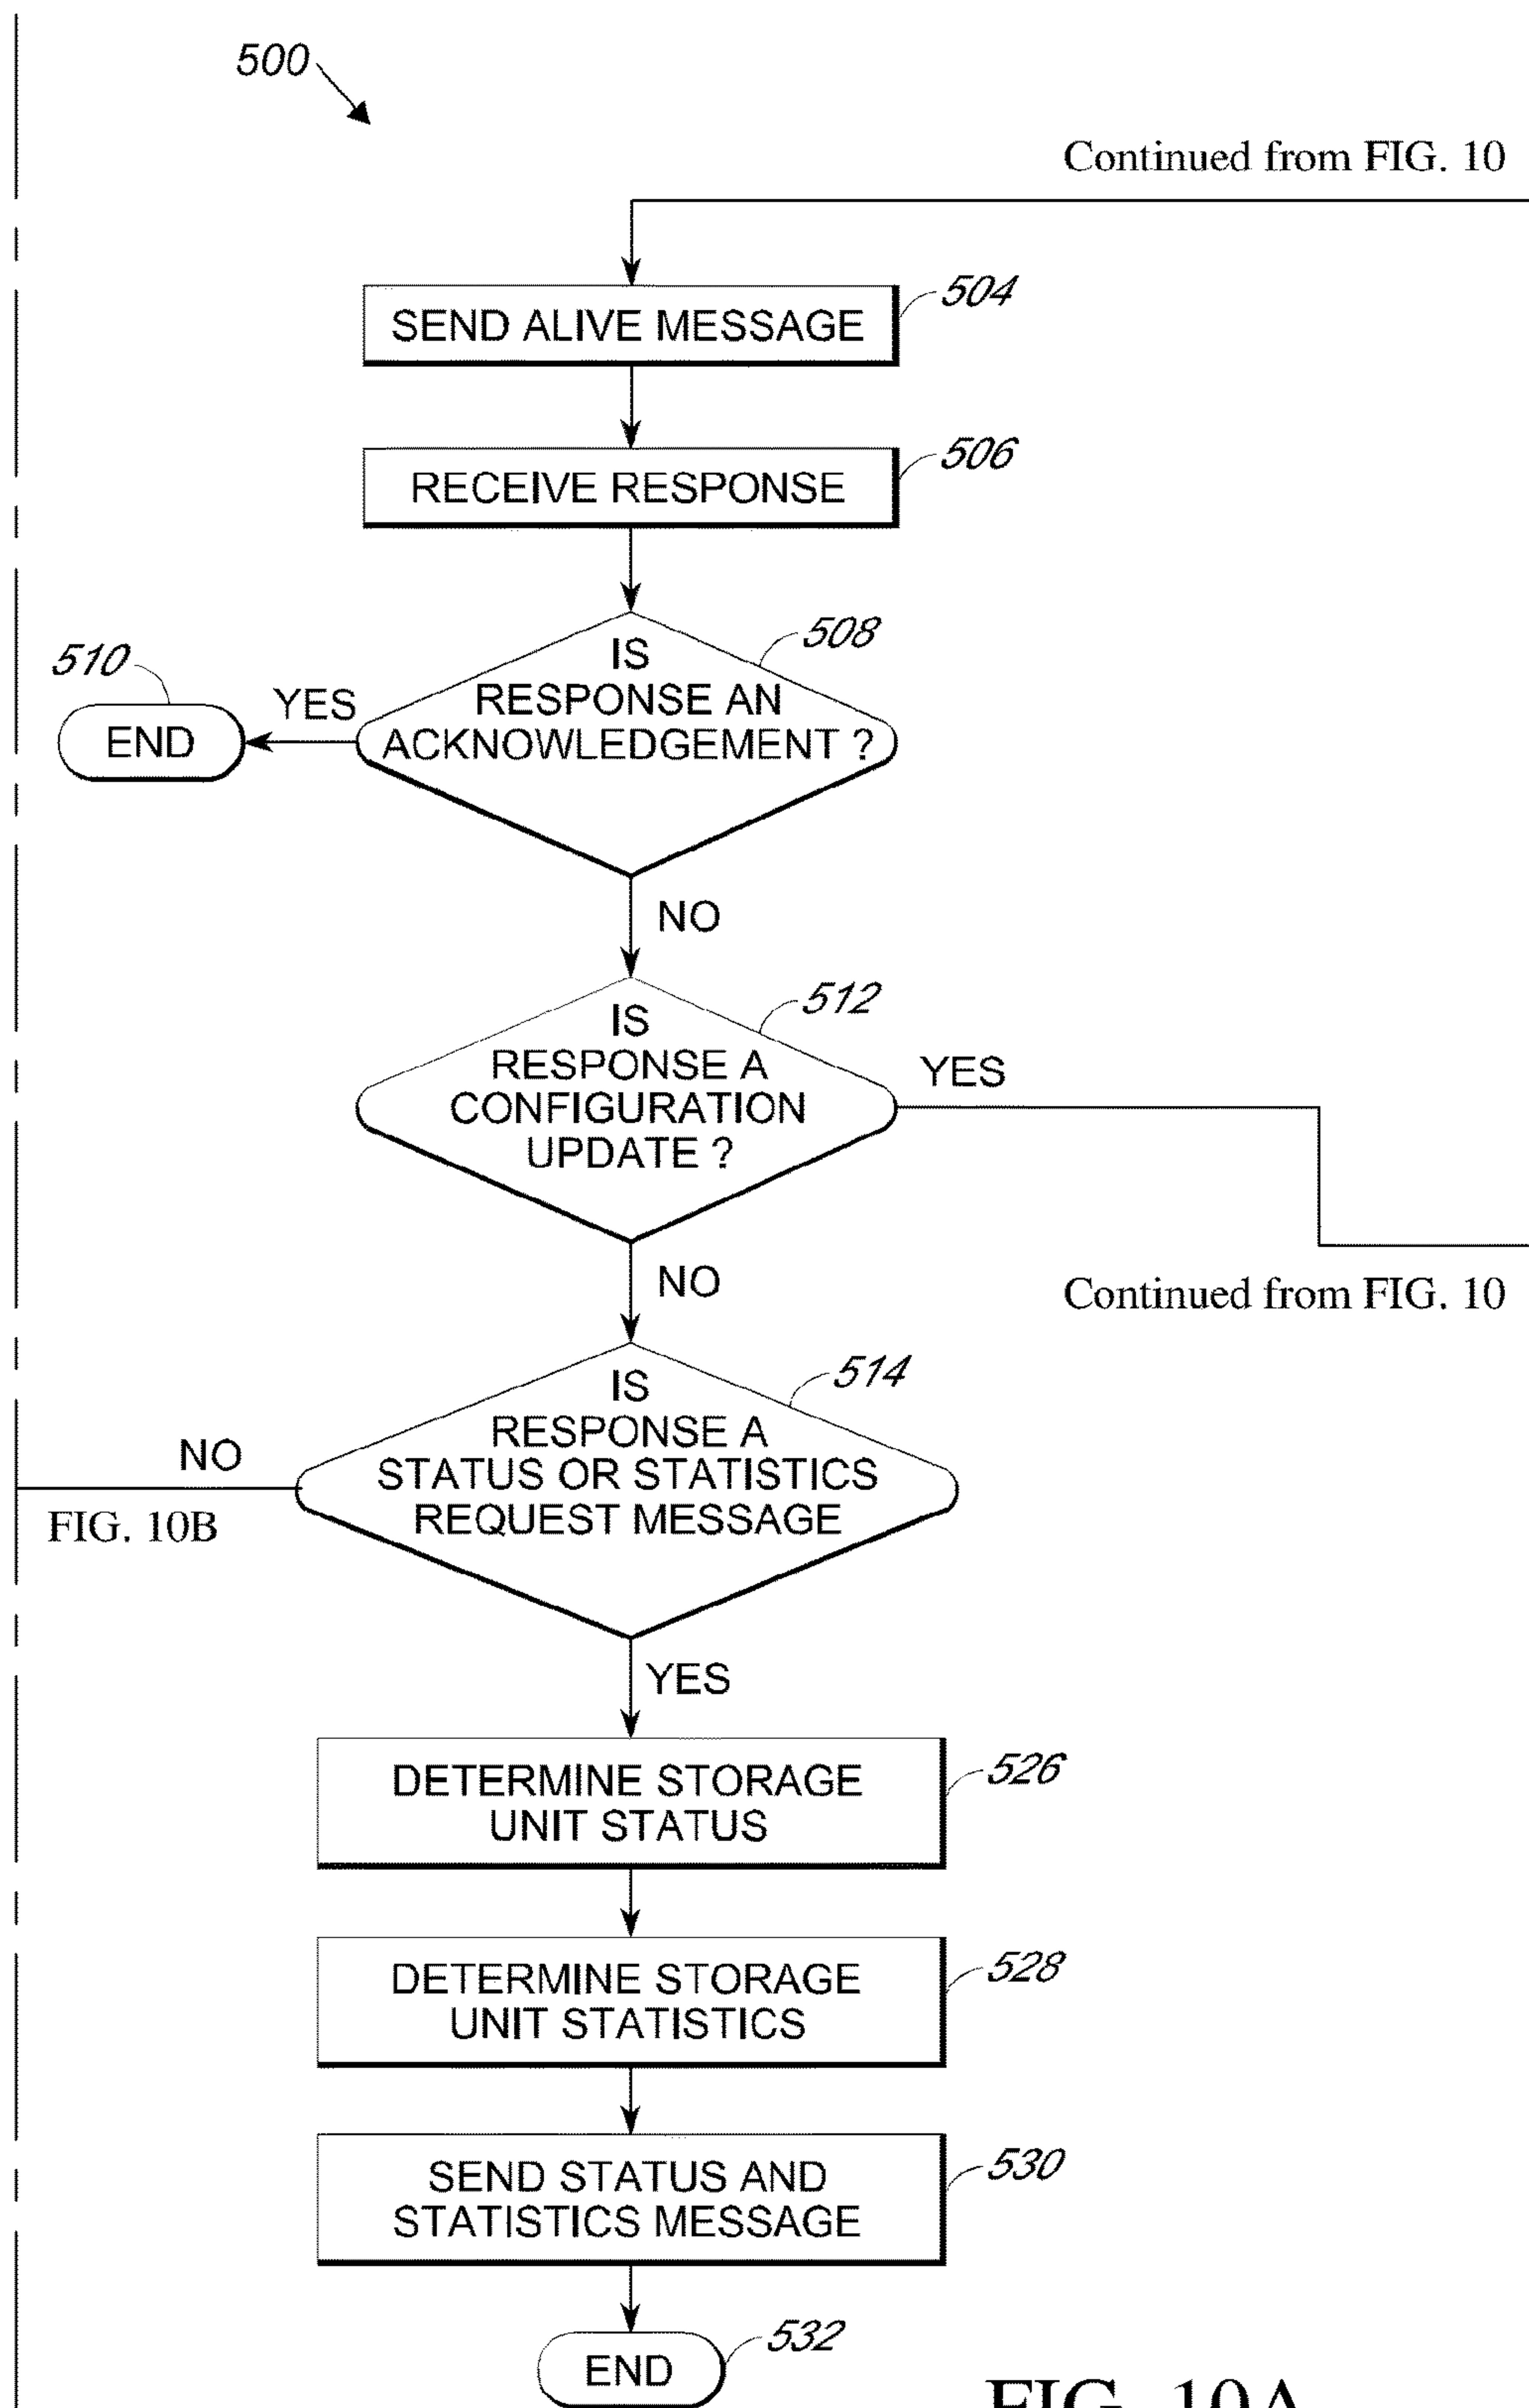 500
Continued from FIG. 10
SEND ALIVE MESSAGE
504
RECEIVE RESPONSE
506
508
IS
RESPONSE AN
ACKNOWLEDGEMENT ?
510
YES
END
NO
512
IS
RESPONSE A
CONFIGURATION
UPDATE ?
YES
NO
Continued from FIG. 10
514
IS
RESPONSE A
STATUS OR STATISTICS
REQUEST MESSAGE
NO
FIG. 10B
YES
DETERMINE STORAGE
UNIT STATUS
526
DETERMINE STORAGE
UNIT STATISTICS
528
SEND STATUS AND
STATISTICS MESSAGE
530
END
532
FIG. 10A